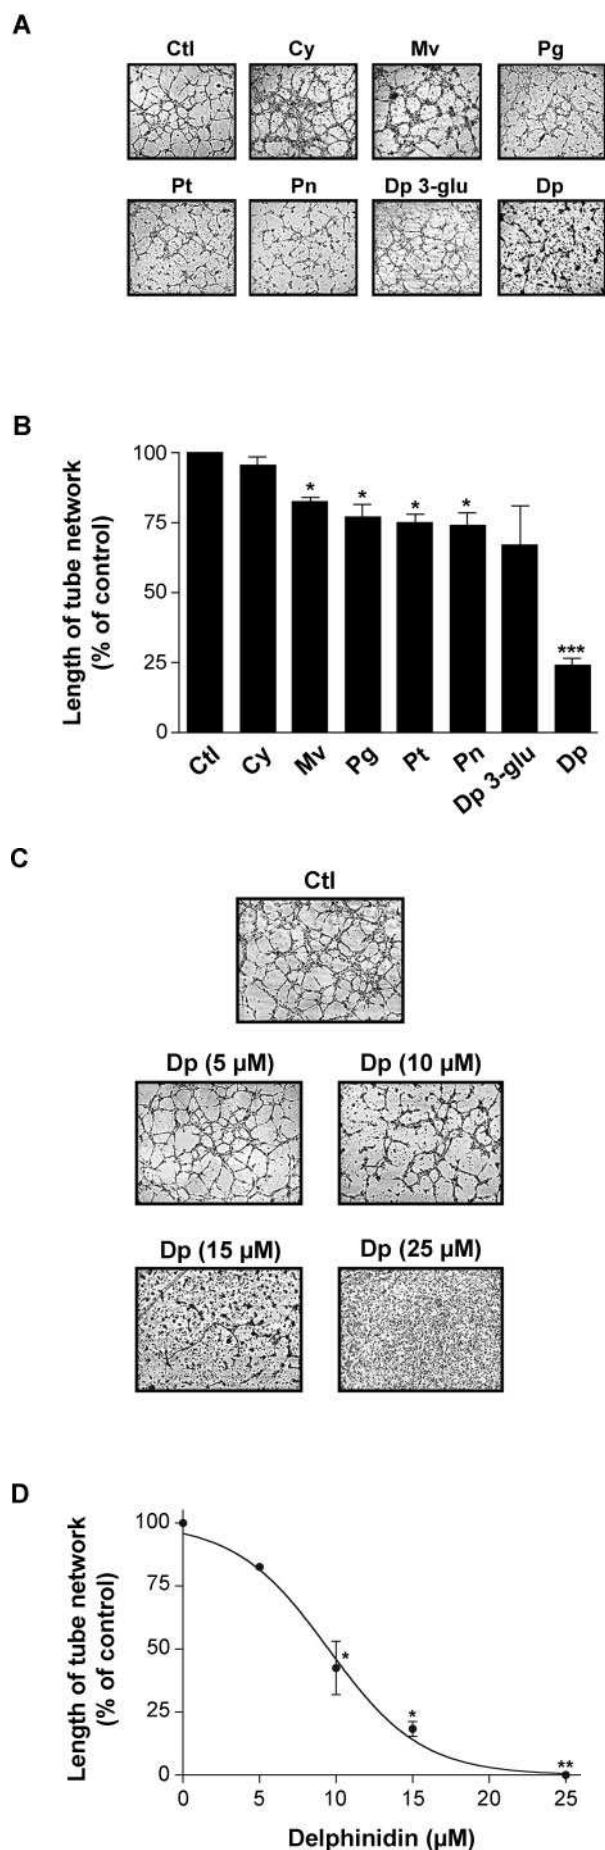 A
Ctl Cy Mv Pg
Pt Pn Dp 3-glu Dp
B
Length of tube network
(% of control)
100
75
50
25
0
* * * * ***
Ctl Cy Mv Pg Pt Pn Dp 3-glu Dp
C
Ctl
Dp (5 µM) Dp (10 µM)
Dp (15 µM) Dp (25 µM)
D
Length of tube network
(% of control)
100
75
50
25
0
* * **
0 5 10 15 20 25
Delphinidin (µM)